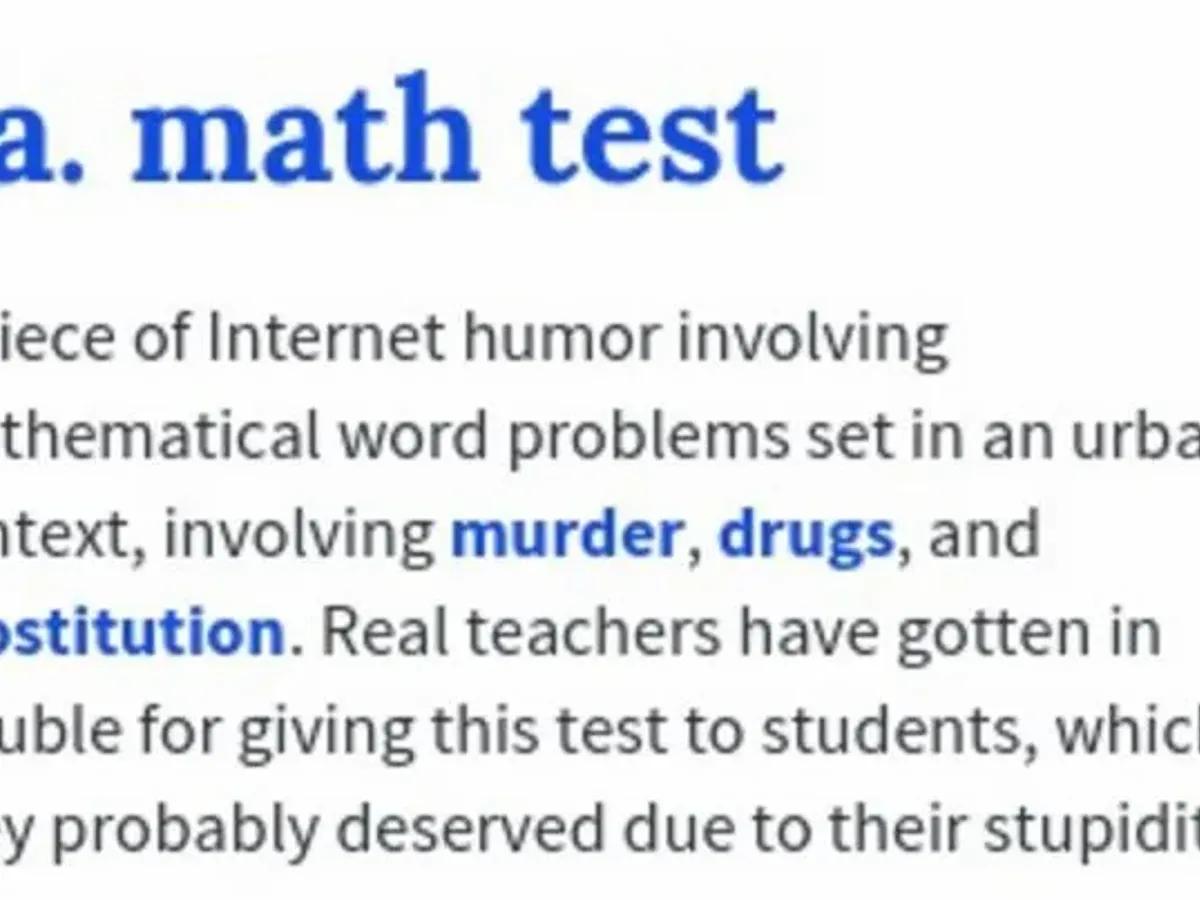 a. math test
iece of Internet humor involving
thematical word problems set in an urba
ntext, involving murder, drugs, and
ostitution. Real teachers have gotten in
uble for giving this test to students, which
ey probably deserved due to their stupidit